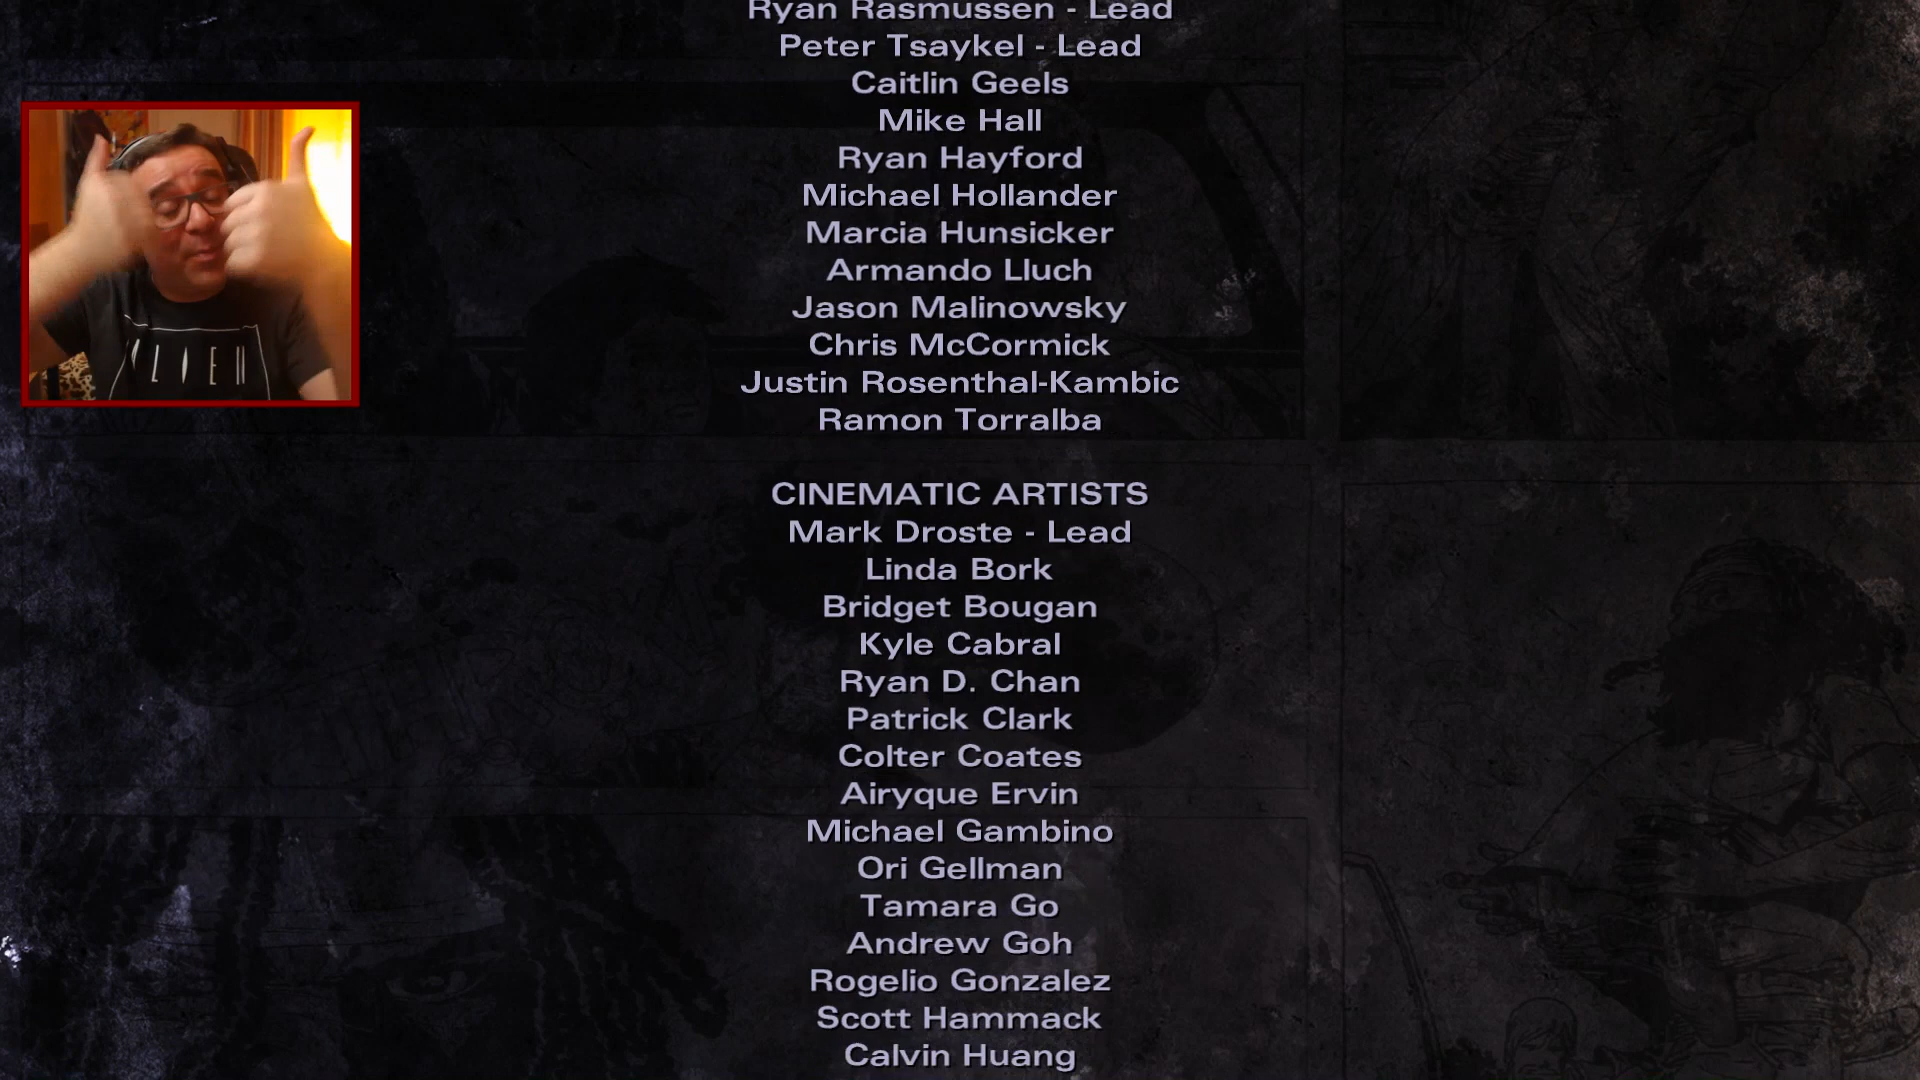 Ryan Rasmussen - Lead
Peter Tsaykel - Lead
Caitlin Geels
Mike Hall
Ryan Hayford
Michael Hollander
Marcia Hunsicker
Armando Lluch
Jason Malinowsky
Chris McCormick
Justin Rosenthal-Kambic
Ramon Torralba
CINEMATIC ARTISTS
Mark Droste - Lead
Linda Bork
Bridget Bougan
Kyle Cabral
Ryan D. Chan
Patrick Clark
Colter Coates
Airyque Ervin
Michael Gambino
Ori Gellman
Tamara Go
Andrew Goh
Rogelio Gonzalez
Scott Hammack
Calvin Huang
ALIEN